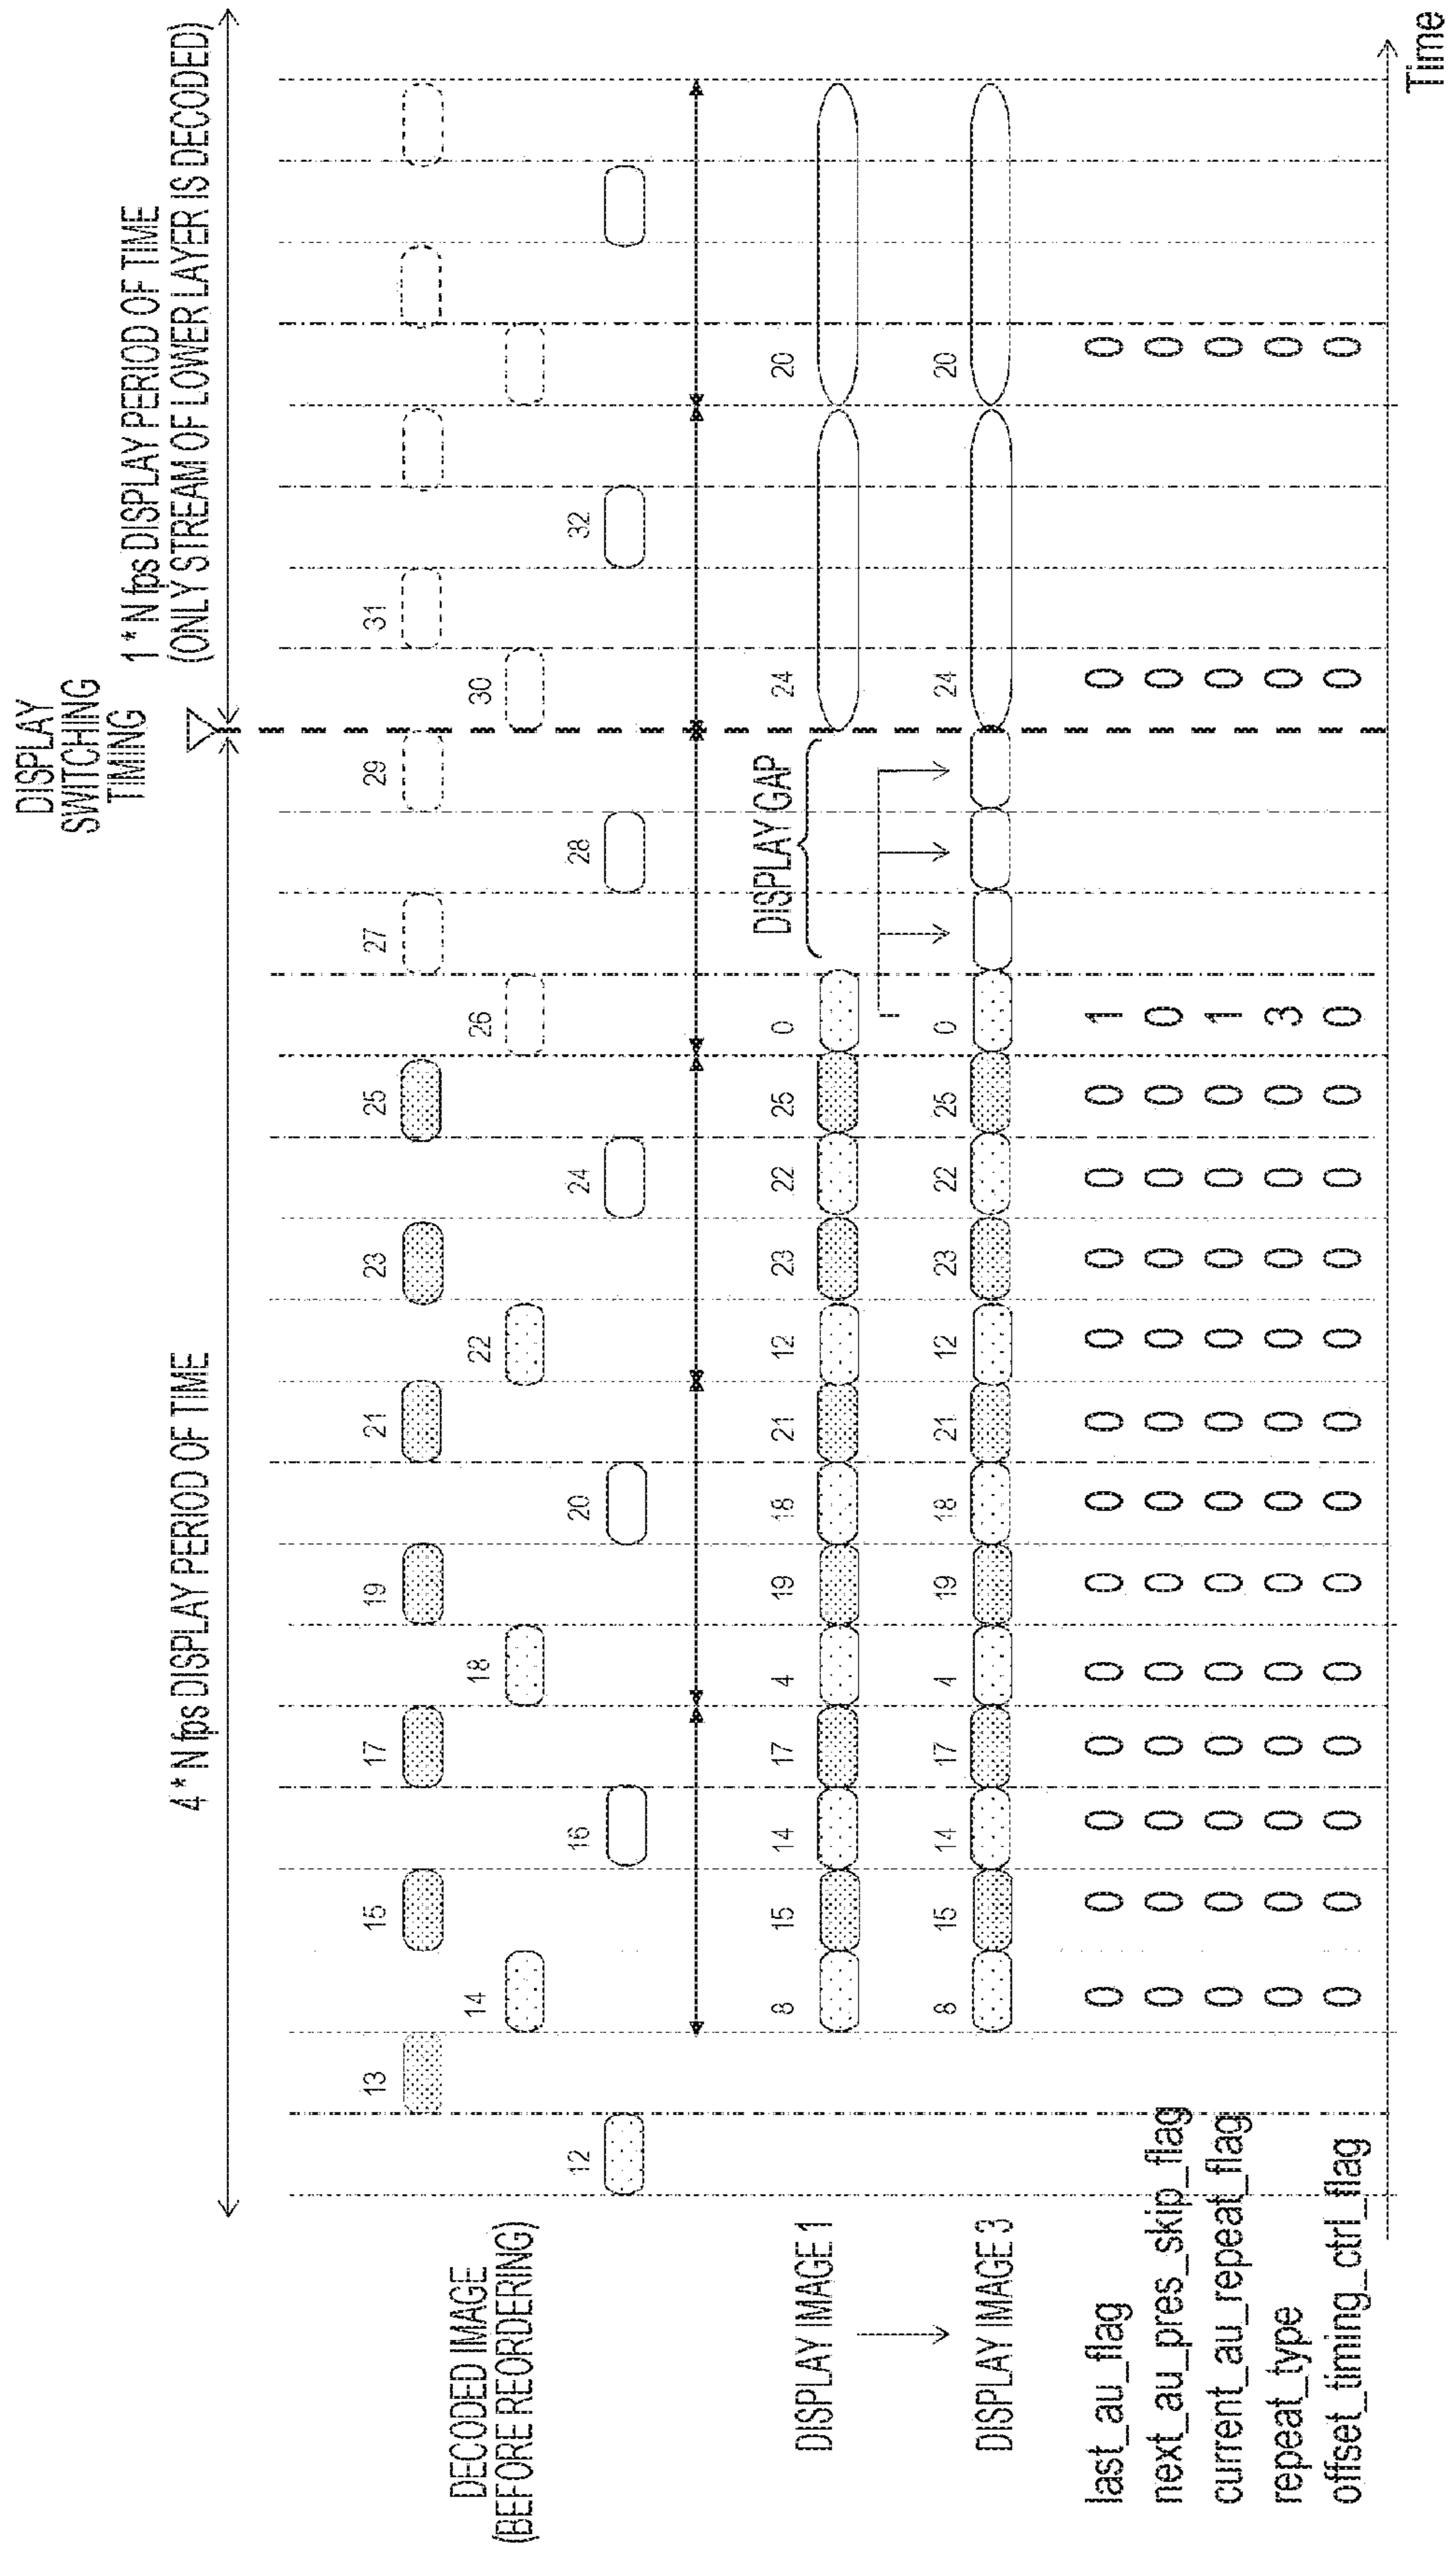 DISPLAY
SWITCHING
TIMING
4 * N fps DISPLAY PERIOD OF TIME
1 * N fps DISPLAY PERIOD OF TIME
(ONLY STREAM OF LOWER LAYER IS DECODED)
DECODED IMAGE
(BEFORE REORDERING)
13 15 17 19 21 23 25 27 29 31
14 18 22 26 30
12 16 20 24 28 32
DISPLAY GAP
DISPLAY IMAGE 1 8 15 14 17 4 19 18 21 12 23 22 25 0 24 20
DISPLAY IMAGE 3 8 15 14 17 4 19 18 21 12 23 22 25 0 24 20
last_au_flag 0 0 0 0 0 0 0 0 0 0 0 0 1 0 0
next_au_pres_skip_flag 0 0 0 0 0 0 0 0 0 0 0 0 0 0 0
current_au_repeat_flag 0 0 0 0 0 0 0 0 0 0 0 0 1 0 0
repeat_type 0 0 0 0 0 0 0 0 0 0 0 0 3 0 0
offset_timing_ctrl_flag 0 0 0 0 0 0 0 0 0 0 0 0 0 0 0
Time